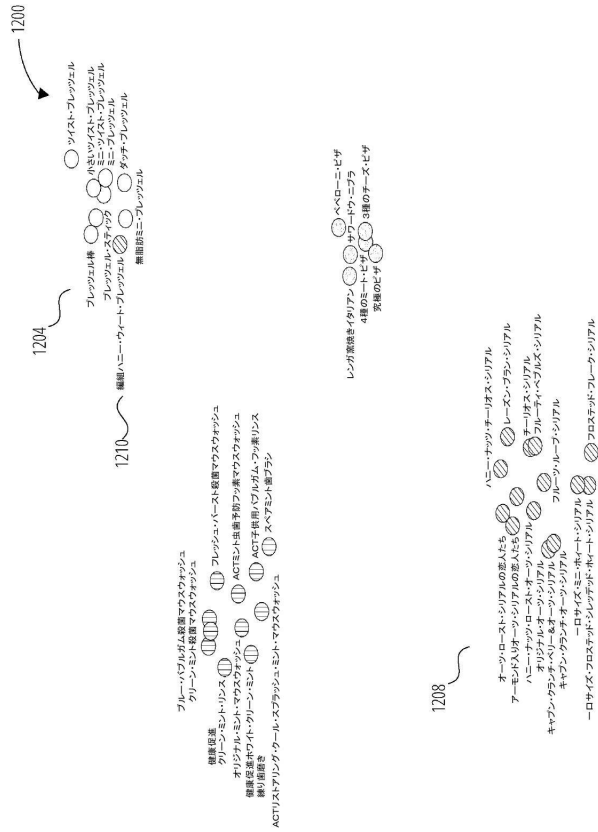 1200
1204
プレッツェル棒
プレッツェル・スティック
編組ハニー・ウィート・プレッツェル
ツイスト・プレッツェル
小さいツイスト・プレッツェル
ミニ・ツイスト・プレッツェル
ミニ・プレッツェル
ダッチ・プレッツェル
無脂肪ミニ・プレッツェル
1210
ブルー・バブルガム殺菌マウスウォッシュ
クリーン・ミント殺菌マウスウォッシュ
フレッシュ・バースト殺菌マウスウォッシュ
ACTミント虫歯予防フッ素マウスウォッシュ
ACT子供用バブルガム・フッ素リンス
スペアミント歯ブラシ
健康促進
クリーン・ミント・リンス
オリジナル・ミント・マウスウォッシュ
健康促進ホワイト・クリーン・ミント
練り歯磨き
ACTリストアリング・クール・スプラッシュ・ミント・マウスウォッシュ
ペペローニ・ピザ
サワードウ・ニブラ
3種のチーズ・ピザ
レンガ窯焼きイタリアン
4種のミート・ピザ
究極のピザ
1208
ハニー・ナッツ・チーリオス・シリアル
レーズン・ブラン・シリアル
チーリオス・シリアル
フルーティ・ペブルズ・シリアル
フルーツ・ループ・シリアル
フロステッド・フレーク・シリアル
オーツ・ロースト・シリアルの恋人たち
アーモンド入りオーツ・シリアルの恋人たち
ハニー・ナッツ・ロースト・オーツ・シリアル
オリジナル・オーツ・シリアル
キャプン・クランチ・ベリー&オーツ・シリアル
キャプン・クランチ・オーツ・シリアル
一口サイズ・ミニ・ホィート・シリアル
一口サイズ・フロステッド・シレッデッド・ホィート・シリアル